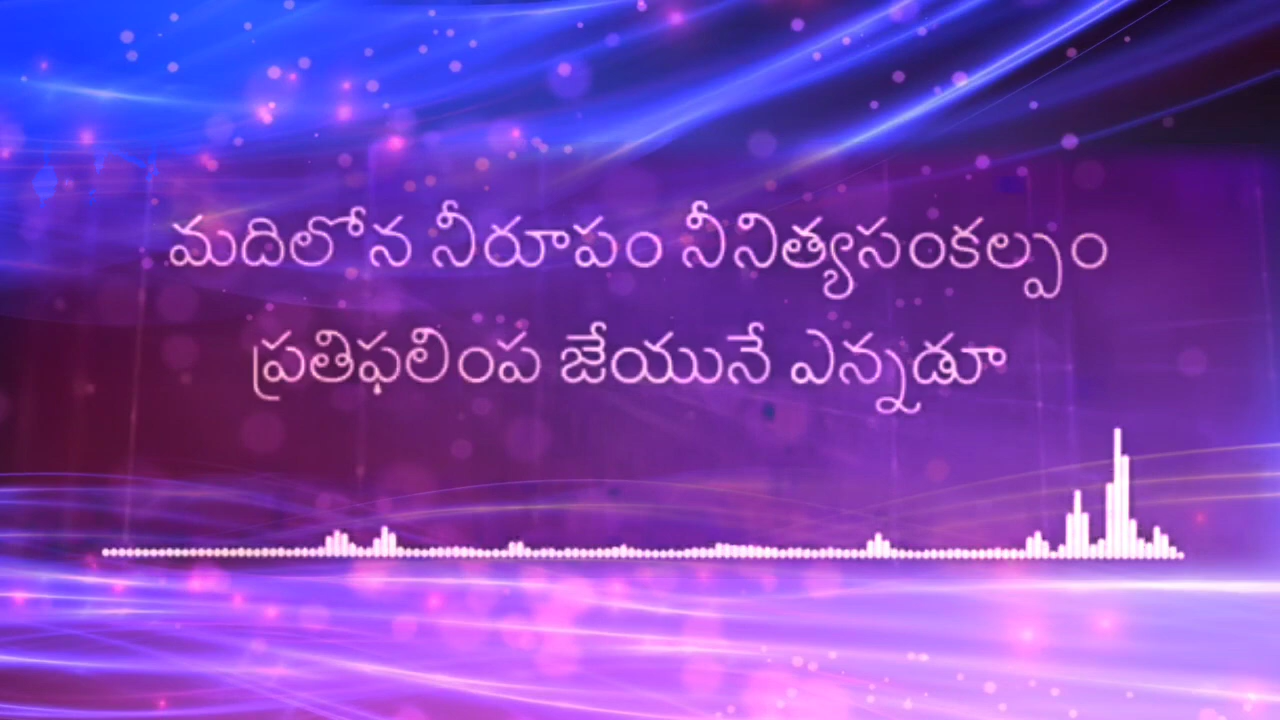 మదిలోన నీరూపం నీనిత్యసంకల్పం
ప్రతిఫలింప జేయునే ఎన్నడూ